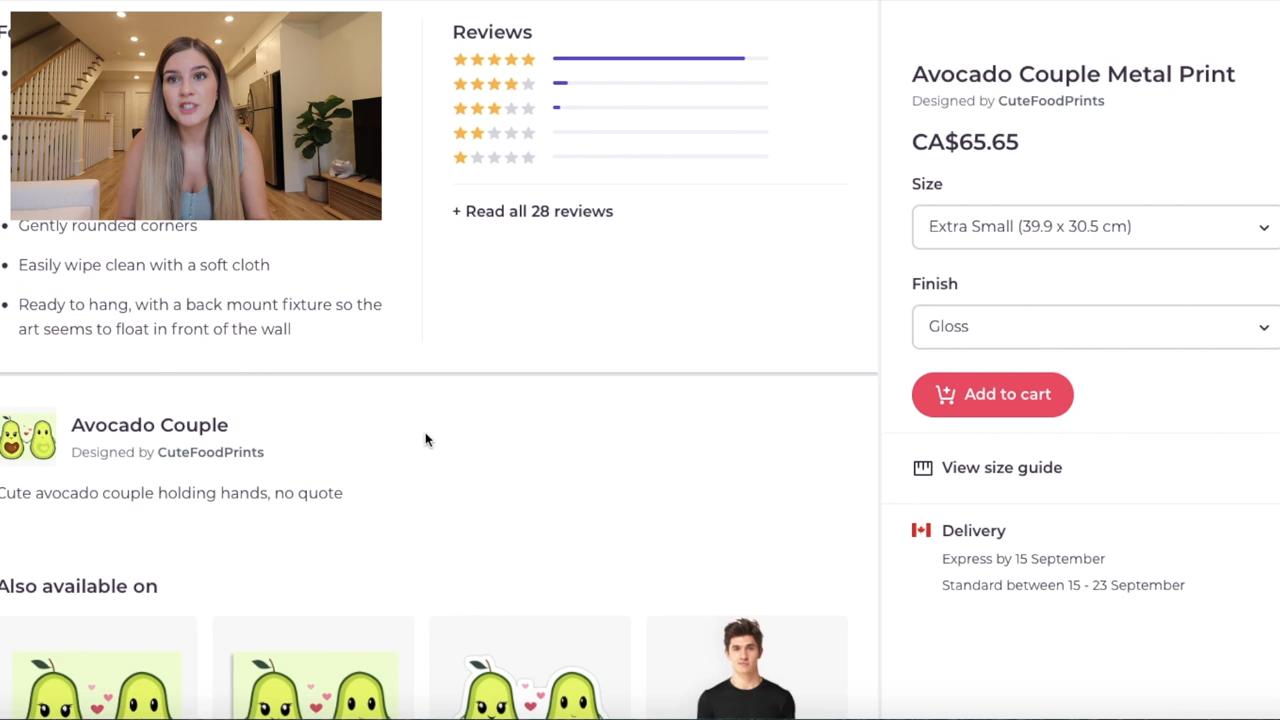 Gently rounded corners
Easily wipe clean with a soft cloth
Ready to hang, with a back mount fixture so the
art seems to float in front of the wall
Reviews
+ Read all 28 reviews
Avocado Couple
Designed by CuteFoodPrints
Cute avocado couple holding hands, no quote
Also available on
Avocado Couple Metal Print
Designed by CuteFoodPrints
CA$65.65
Size
Extra Small (39.9 x 30.5 cm)
Finish
Gloss
Add to cart
View size guide
Delivery
Express by 15 September
Standard between 15 - 23 September